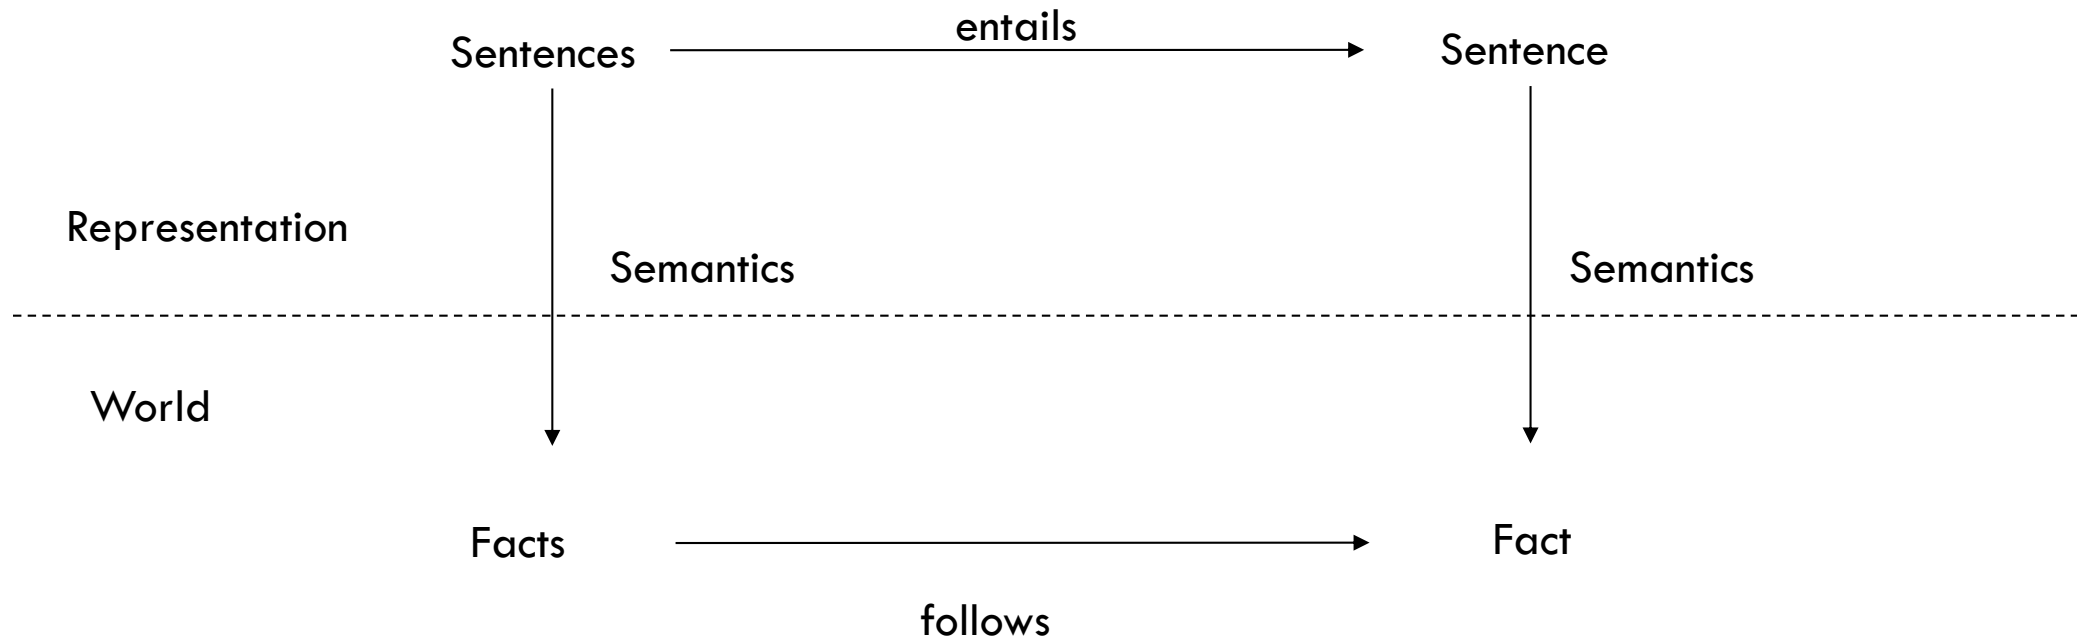 entails
Sentences
Sentence
Representation
Semantics
Semantics
World
Facts
Fact
follows